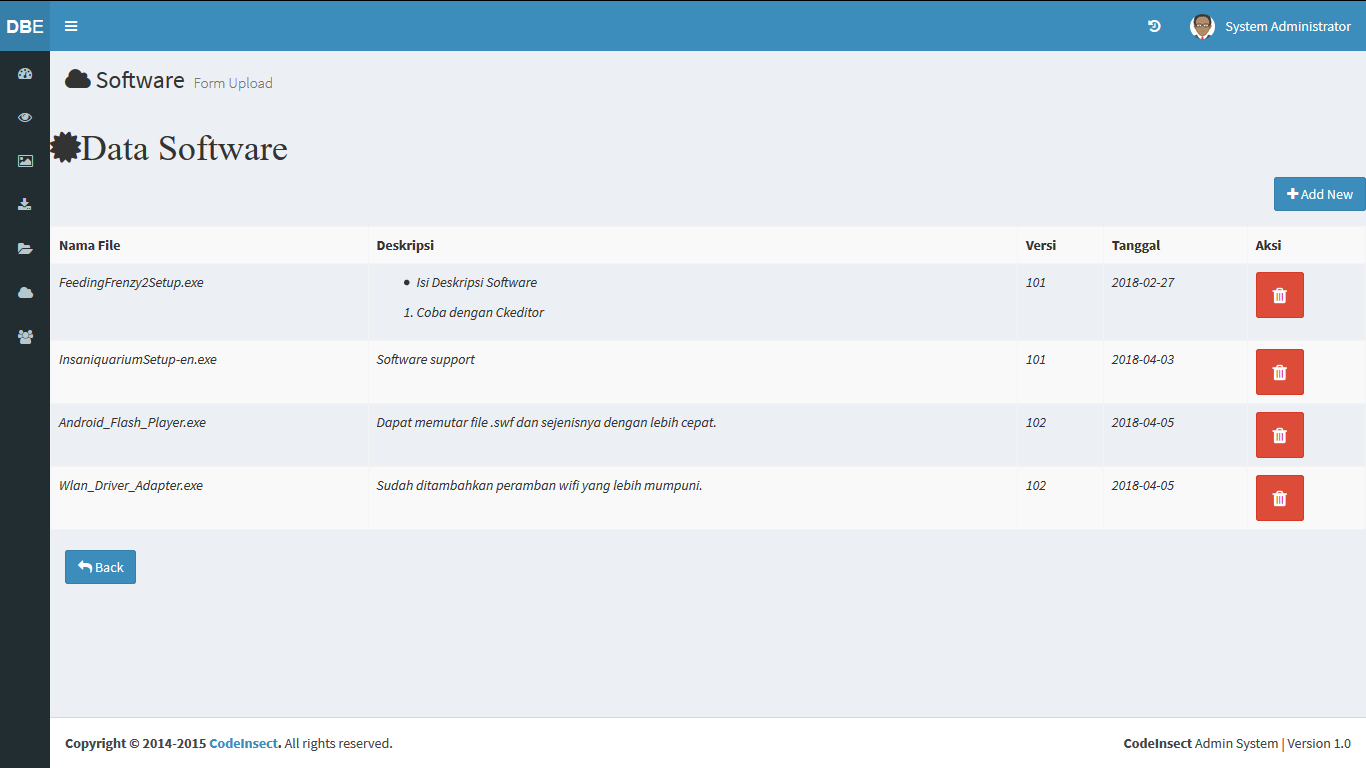 DBE
System Administrator
Software Form Upload
Data Software
Add New
Nama File Deskripsi Versi Tanggal Aksi
FeedingFrenzy2Setup.exe • Isi Deskripsi Software 101 2018-02-27
1. Coba dengan Ckeditor
InsaniquariumSetup-en.exe Software support 101 2018-04-03
Android_Flash_Player.exe Dapat memutar file .swf dan sejenisnya dengan lebih cepat. 102 2018-04-05
Wlan_Driver_Adapter.exe Sudah ditambahkan peramban wifi yang lebih mumpuni. 102 2018-04-05
Back
Copyright © 2014-2015 CodeInsect. All rights reserved. CodeInsect Admin System | Version 1.0